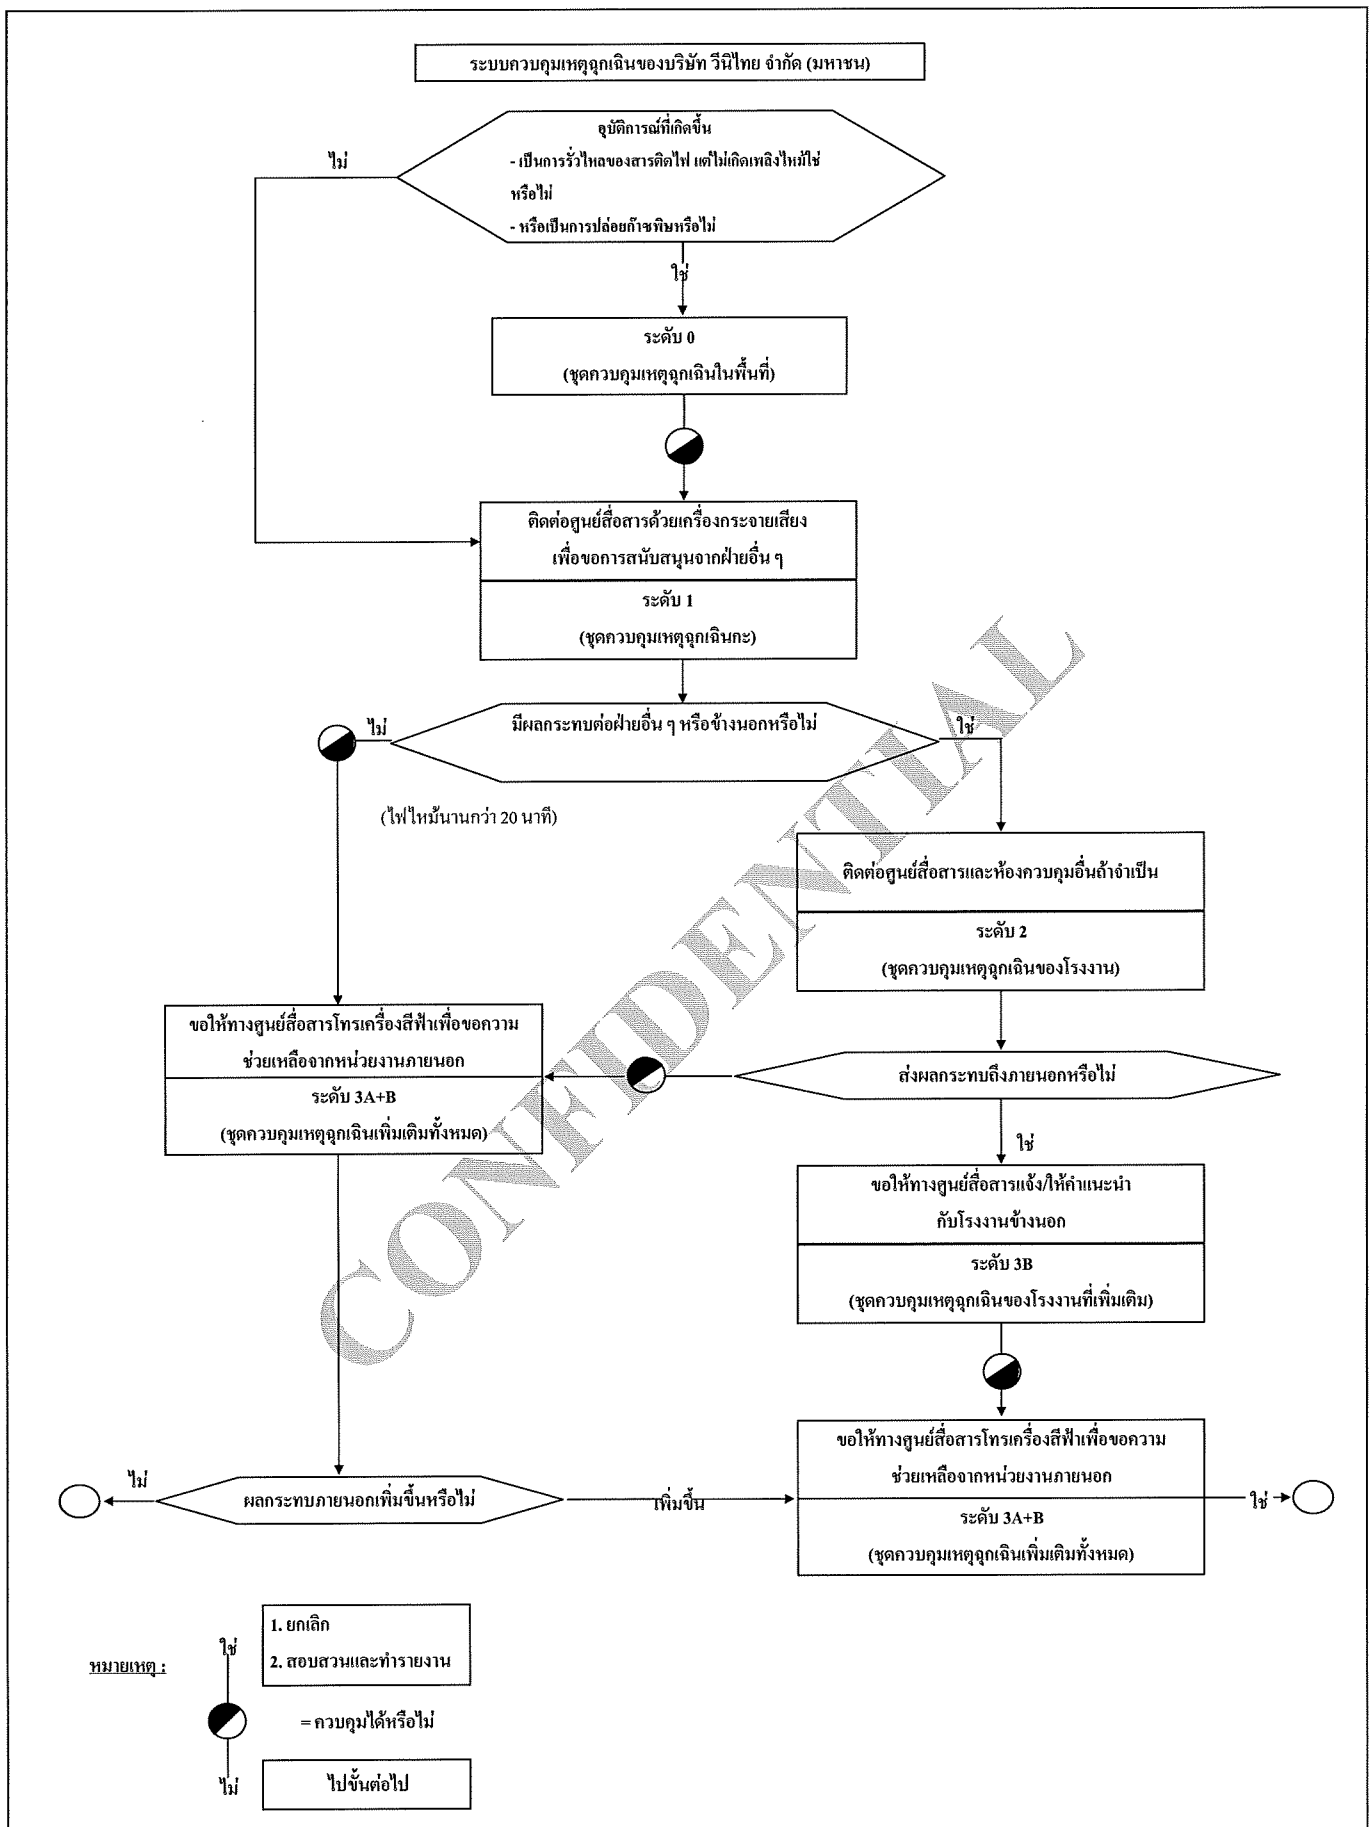 ระบบควบคุมเหตุฉุกเฉินของบริษัท วีนิไทย จำกัด (มหาชน)
อุบัติการณ์ที่เกิดขึ้น
- เป็นการรั่วไหลของสารติดไฟ แต่ไม่เกิดเพลิงไหม้ใช่
หรือไม่
- หรือเป็นการปล่อยก๊าซพิษหรือไม่
ไม่
ใช่
ระดับ 0
(ชุดควบคุมเหตุฉุกเฉินในพื้นที่)
ติดต่อศูนย์สื่อสารด้วยเครื่องกระจายเสียง
เพื่อขอการสนับสนุนจากฝ่ายอื่น ๆ
ระดับ 1
(ชุดควบคุมเหตุฉุกเฉินกะ)
มีผลกระทบต่อฝ่ายอื่น ๆ หรือข้างนอกหรือไม่
ไม่
ใช่
(ไฟไหม้นานกว่า 20 นาที)
ติดต่อศูนย์สื่อสารและห้องควบคุมอื่นถ้าจำเป็น
ระดับ 2
(ชุดควบคุมเหตุฉุกเฉินของโรงงาน)
ขอให้ทางศูนย์สื่อสารโทรเครื่องสีฟ้าเพื่อขอความ
ช่วยเหลือจากหน่วยงานภายนอก
ระดับ 3A+B
(ชุดควบคุมเหตุฉุกเฉินเพิ่มเติมทั้งหมด)
ส่งผลกระทบถึงภายนอกหรือไม่
ใช่
ขอให้ทางศูนย์สื่อสารแจ้ง/ให้คำแนะนำ
กับโรงงานข้างนอก
ระดับ 3B
(ชุดควบคุมเหตุฉุกเฉินของโรงงานที่เพิ่มเติม)
ขอให้ทางศูนย์สื่อสารโทรเครื่องสีฟ้าเพื่อขอความ
ช่วยเหลือจากหน่วยงานภายนอก
ระดับ 3A+B
(ชุดควบคุมเหตุฉุกเฉินเพิ่มเติมทั้งหมด)
ไม่
ผลกระทบภายนอกเพิ่มขึ้นหรือไม่
เพิ่มขึ้น
ใช่
CONFIDENTIAL
หมายเหตุ :
ใช่
1. ยกเลิก
2. สอบสวนและทำรายงาน
= ควบคุมได้หรือไม่
ไม่
ไปขั้นต่อไป